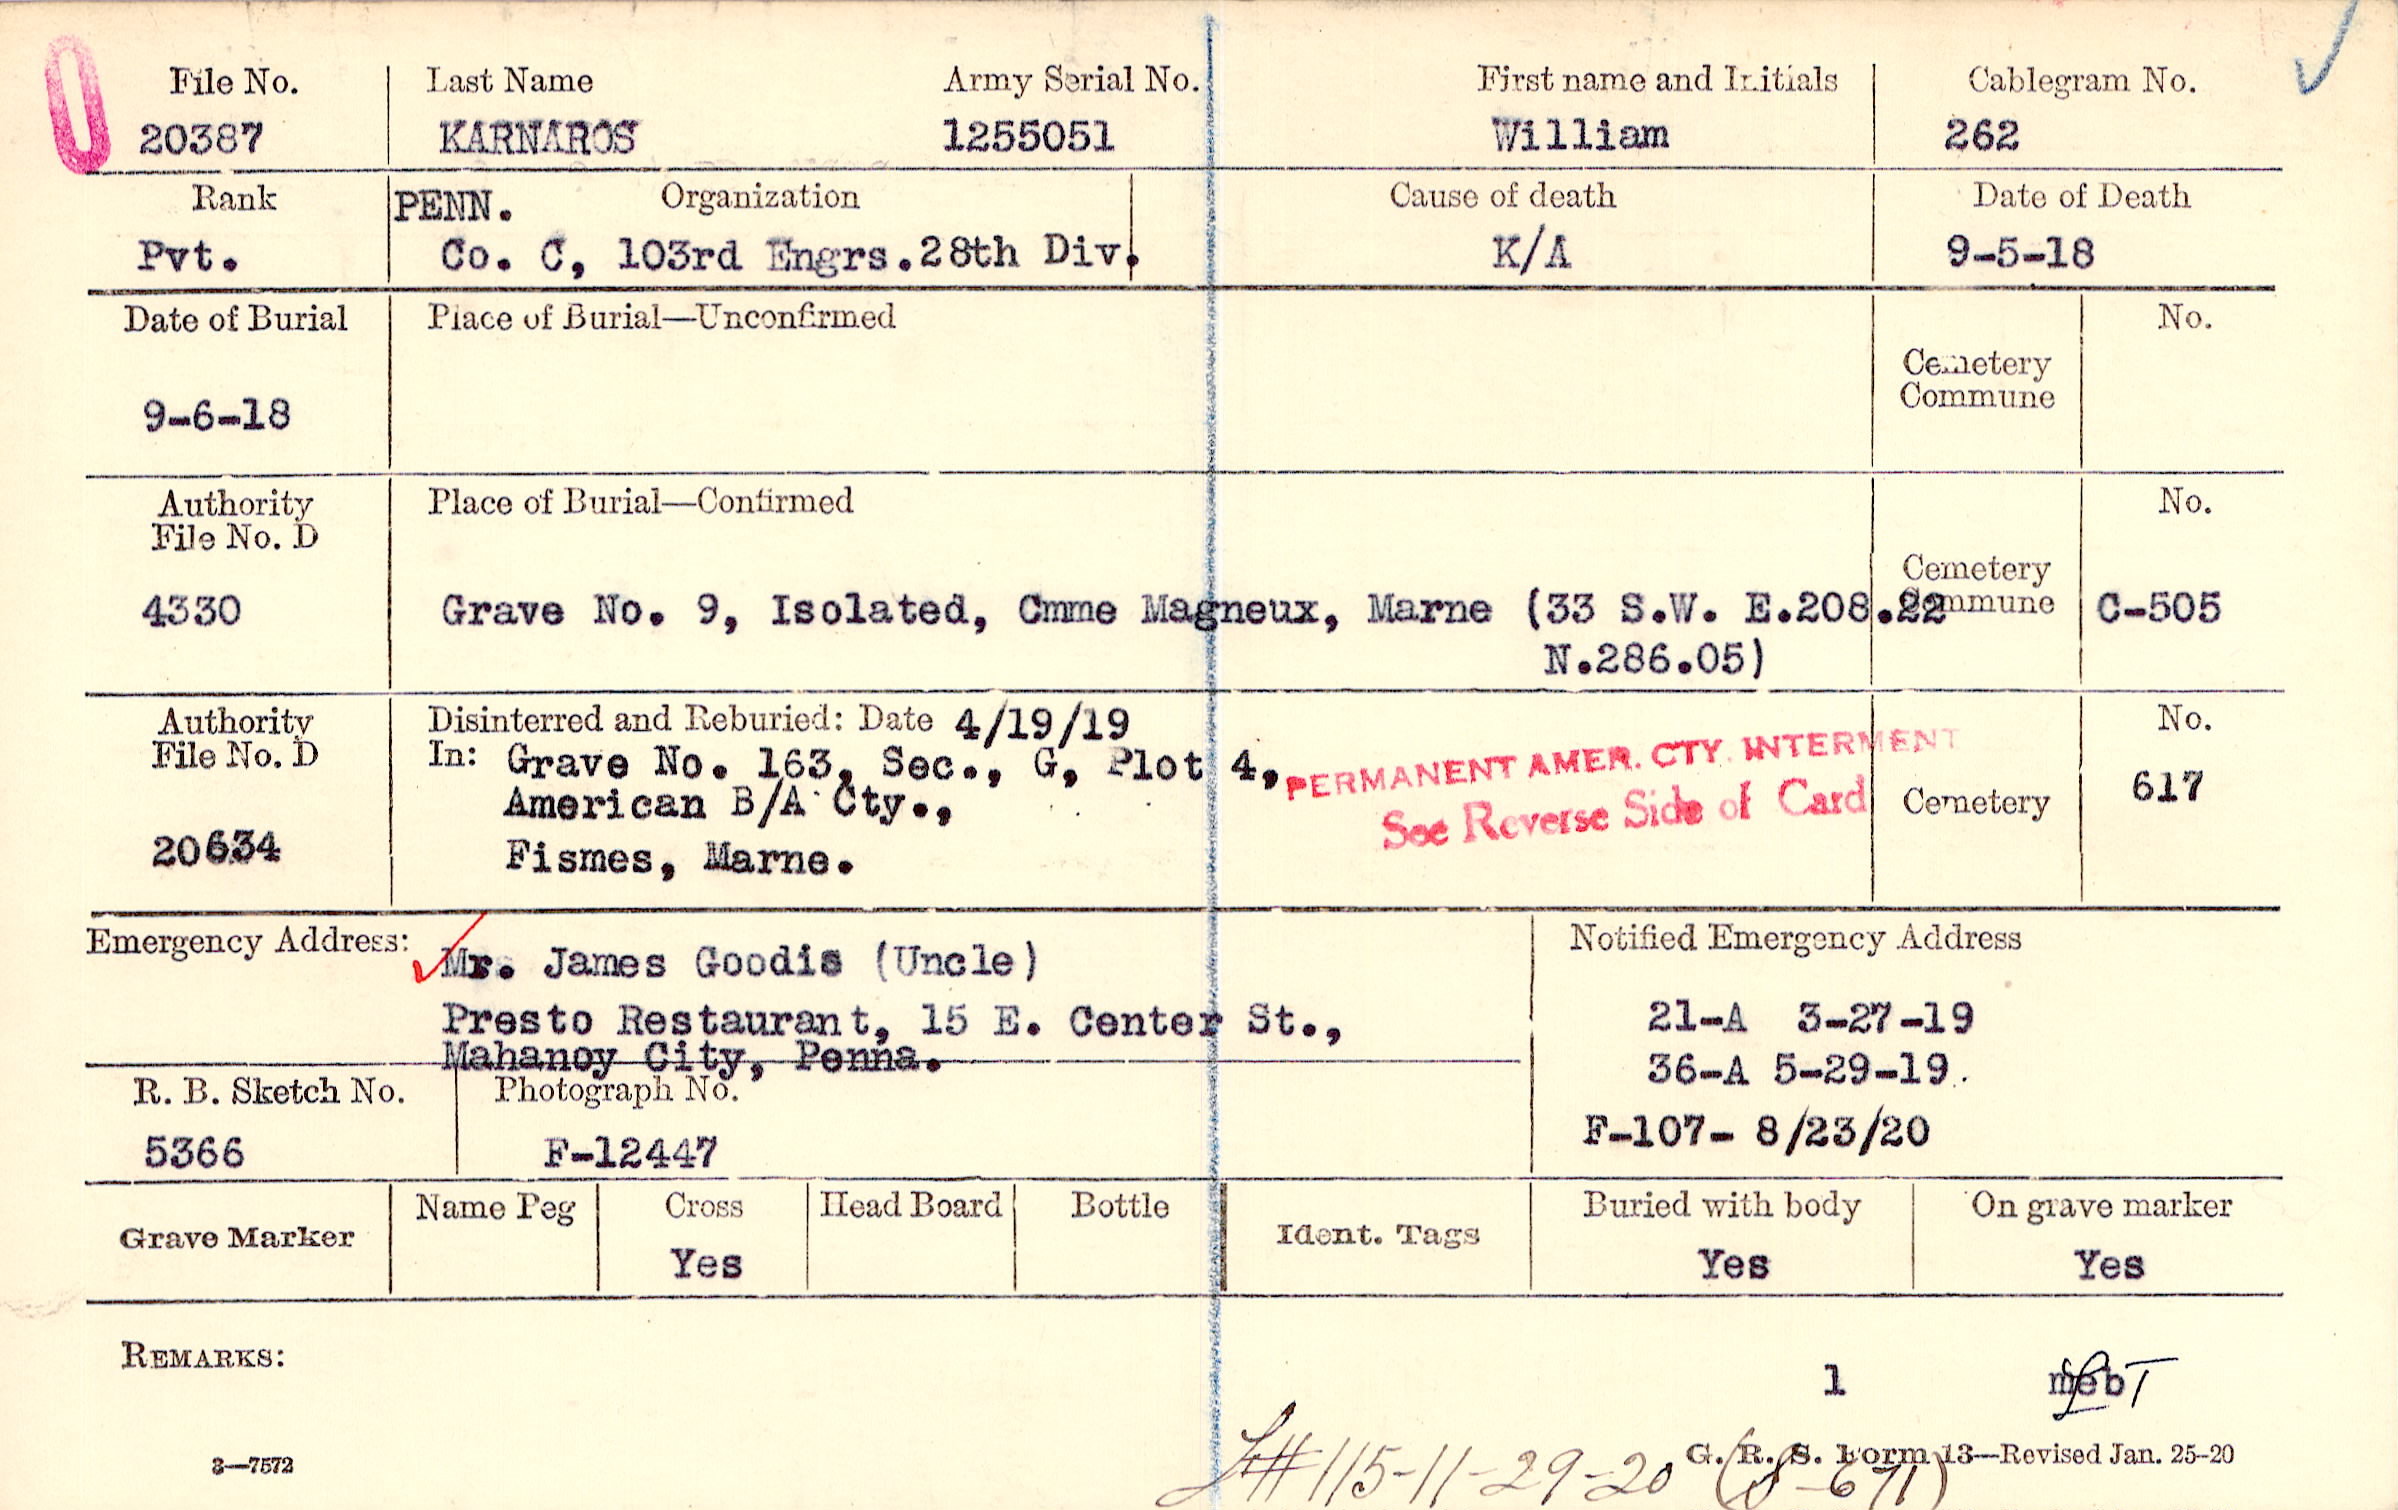 File No. Last Name Army Serial No. First name and Initials Cablegram No.
20387 KARNAROS 1255051 William 262
Rank PENN. Organization Cause of death Date of Death
Pvt. Co. C, 103rd Engrs.28th Div. K/A 9-5-18
Date of Burial Place of Burial—Unconfirmed No.
Cemetery
Commune
9-6-18
Authority Place of Burial—Confirmed No.
File No. D
Cemetery
Commune
4330 Grave No. 9, Isolated, Cmme Magneux, Marne (33 S.W. E.208.22 C-505
N.286.05)
Authority Disinterred and Reburied: Date 4/19/19 No.
File No. D In: Grave No. 163, Sec., G, Plot 4, PERMANENT AMER. CTY. INTERMENT
American B/A Cty., See Reverse Side of Card Cemetery 617
20634 Fismes, Marne.
Emergency Address: Mr. James Goodis (Uncle) Notified Emergency Address
Presto Restaurant, 15 E. Center St., 21-A 3-27-19
Mahanoy City, Penna. 36-A 5-29-19.
R. B. Sketch No. Photograph No.
5366 F-12447 F-107- 8/23/20
Grave Marker Name Peg Cross Head Board Bottle Ident. Tags Buried with body On grave marker
Yes Yes Yes
REMARKS:
1
3—7572 G. R. S. Form 13—Revised Jan. 25-20
115-11-29-20